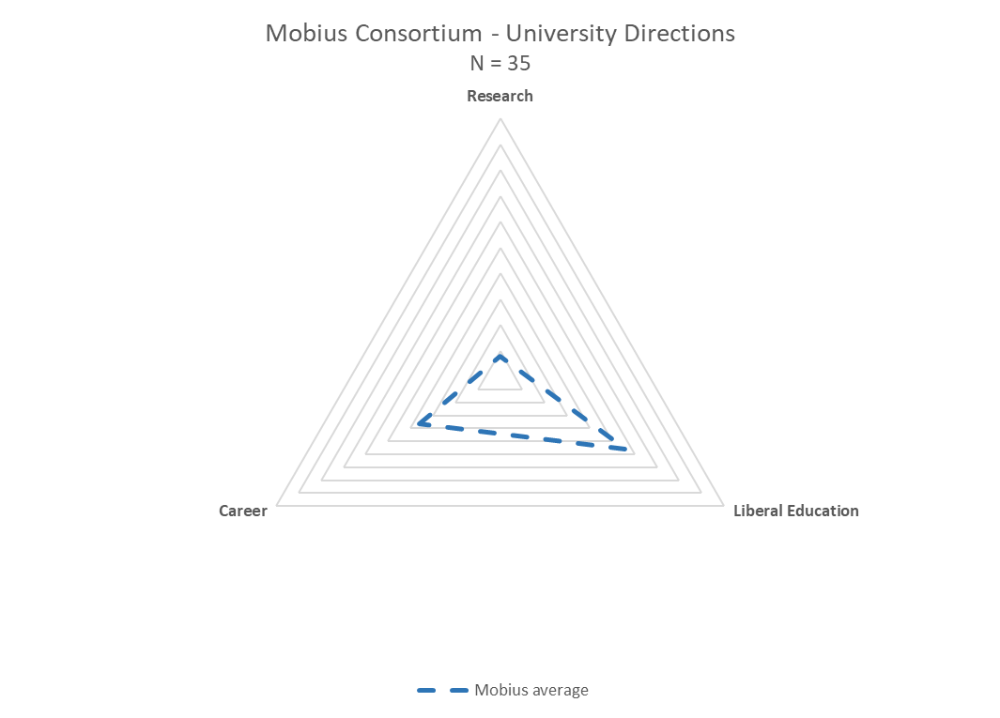 Mobius Consortium - University Directions
N = 35
Research
Career
Liberal Education
Mobius average